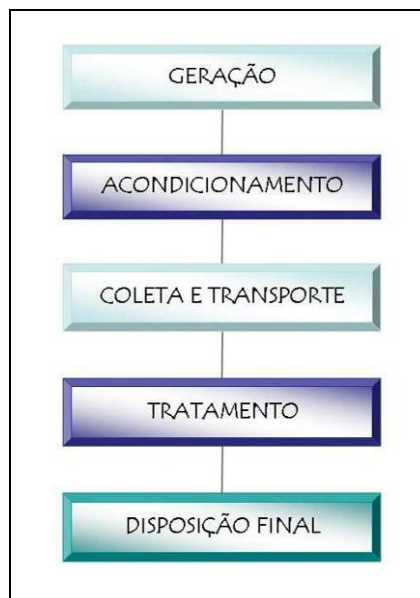 GERAÇÃO
ACONDICIONAMENTO
COLETA E TRANSPORTE
TRATAMENTO
DISPOSIÇÃO FINAL